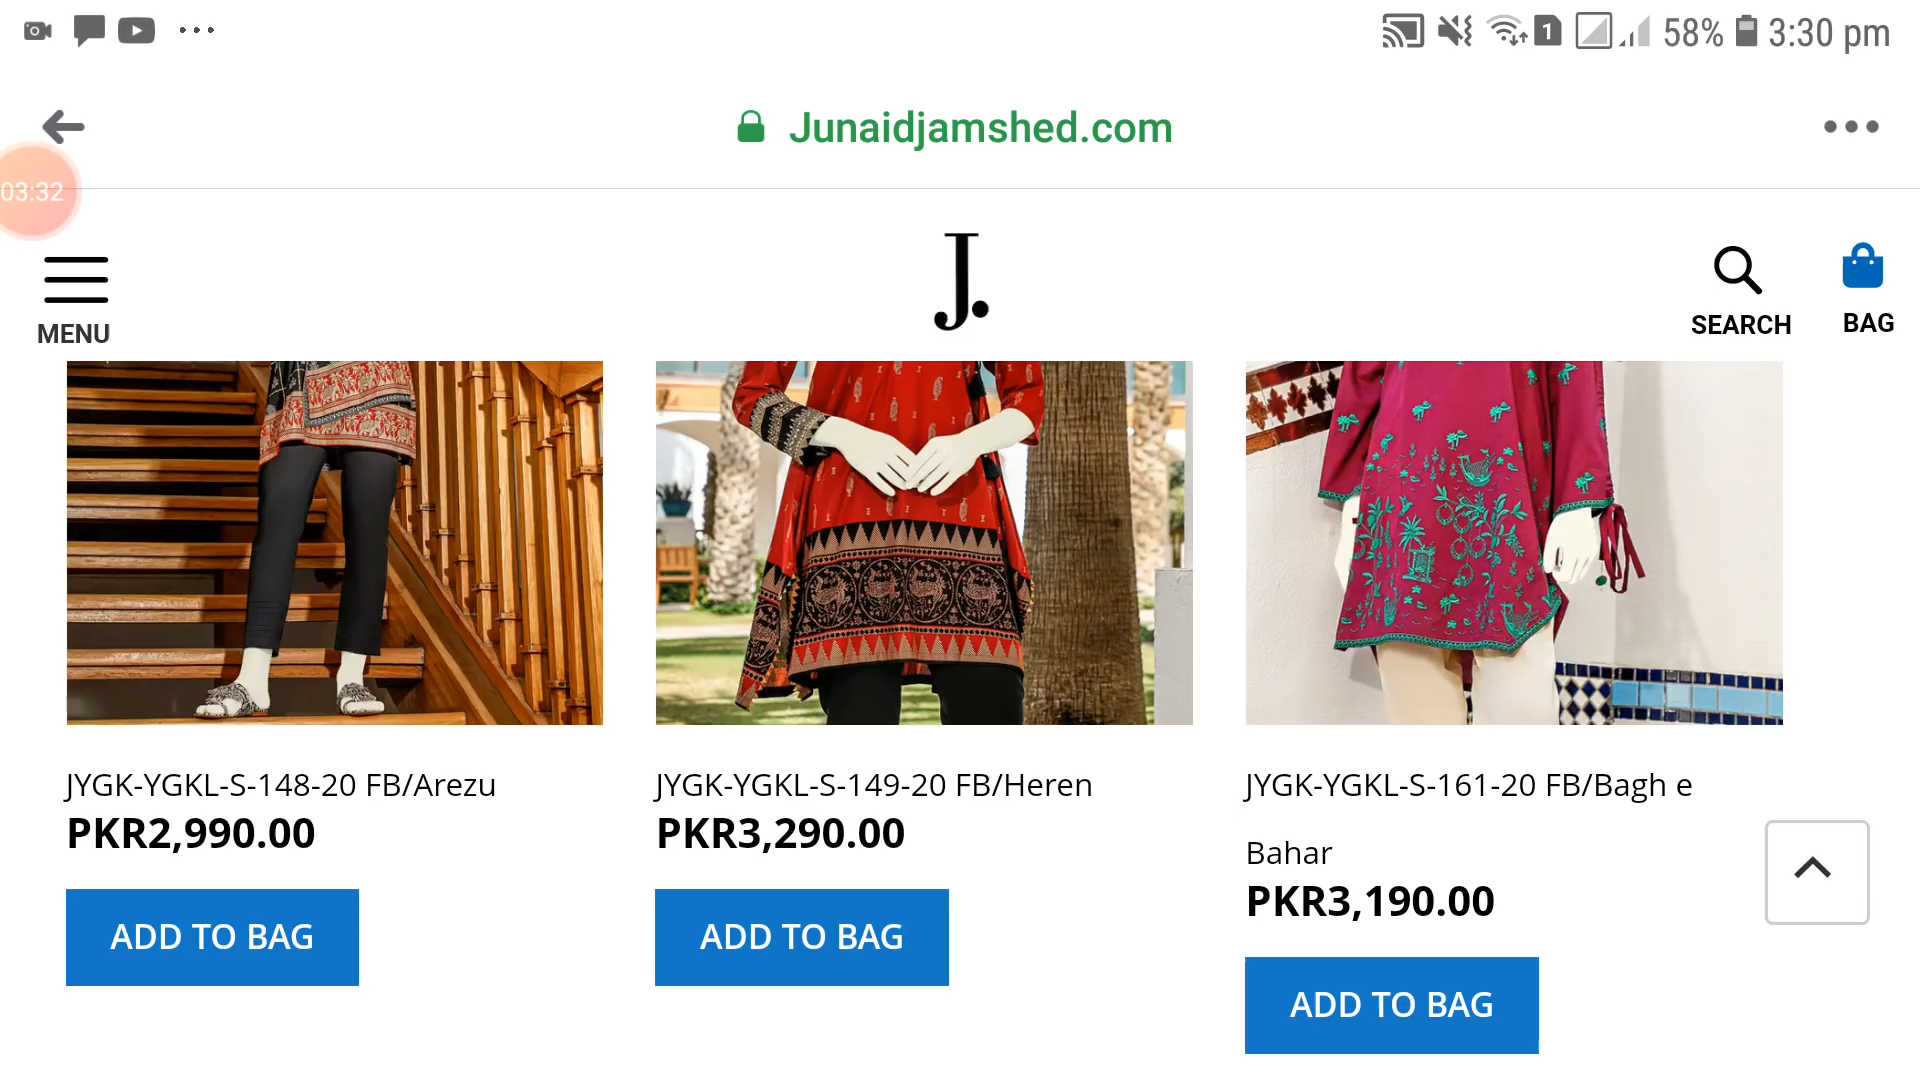 58% 3:30 pm
Junaidjamshed.com
03:32
J.
MENU
SEARCH
BAG
JYGK-YGKL-S-148-20 FB/Arezu
PKR2,990.00
ADD TO BAG
JYGK-YGKL-S-149-20 FB/Heren
PKR3,290.00
ADD TO BAG
JYGK-YGKL-S-161-20 FB/Bagh e
Bahar
PKR3,190.00
ADD TO BAG